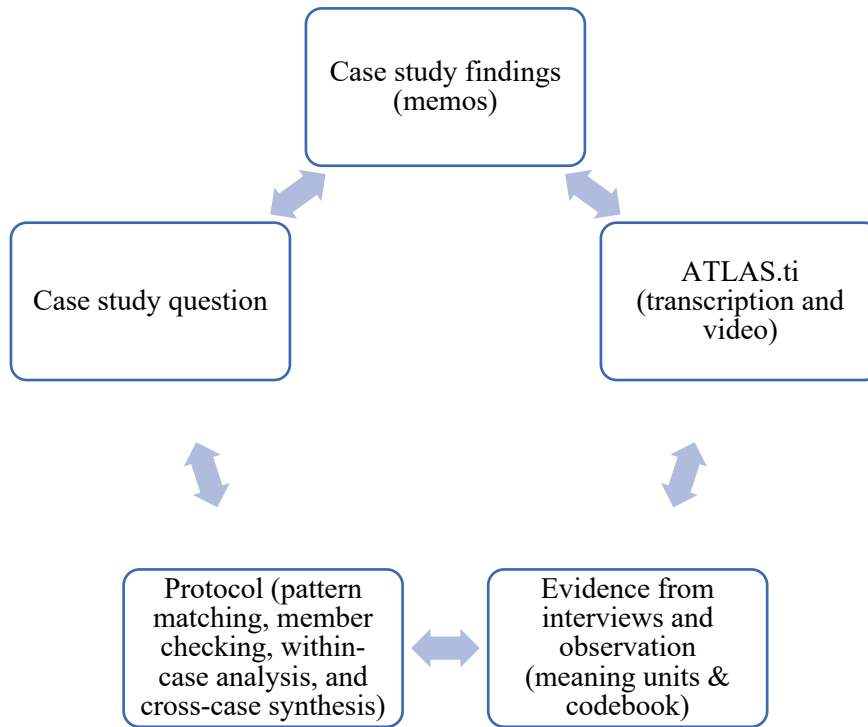 Case study findings
(memos)
Case study question
ATLAS.ti
(transcription and
video)
Protocol (pattern
matching, member
checking, within-
case analysis, and
cross-case synthesis)
Evidence from
interviews and
observation
(meaning units &
codebook)